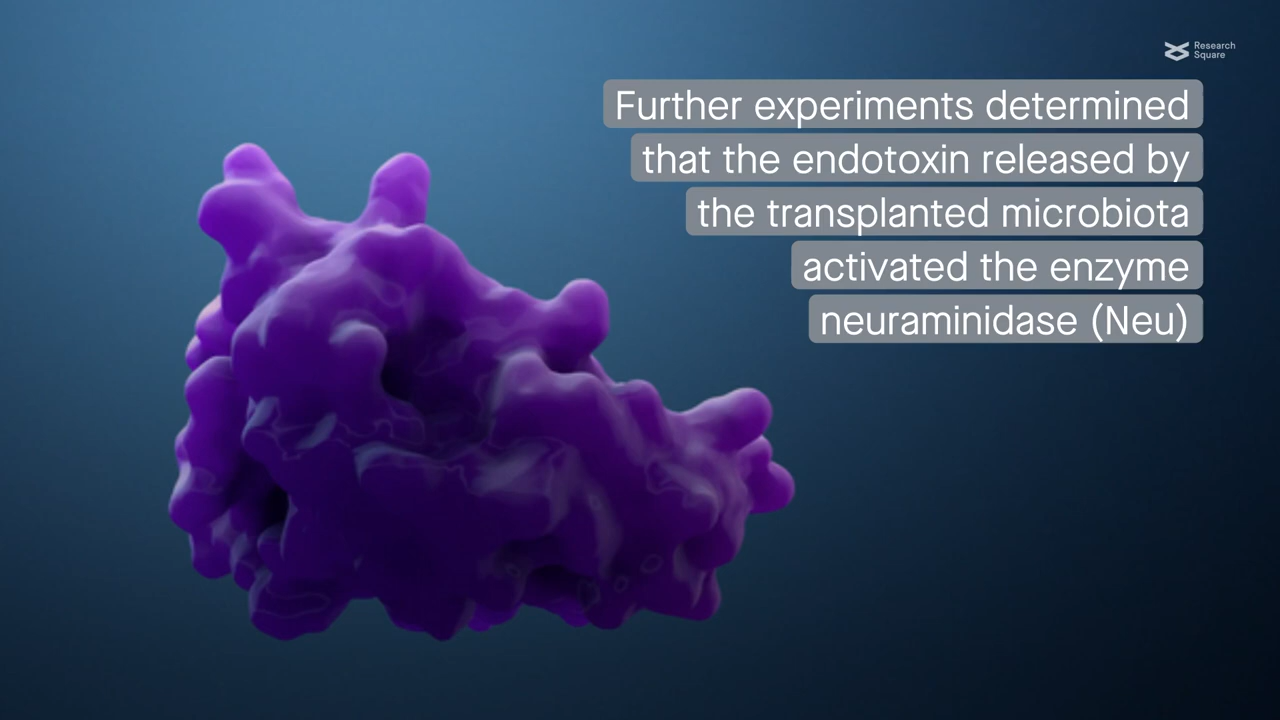 Research
Square
Further experiments determined
that the endotoxin released by
the transplanted microbiota
activated the enzyme
neuraminidase (Neu)